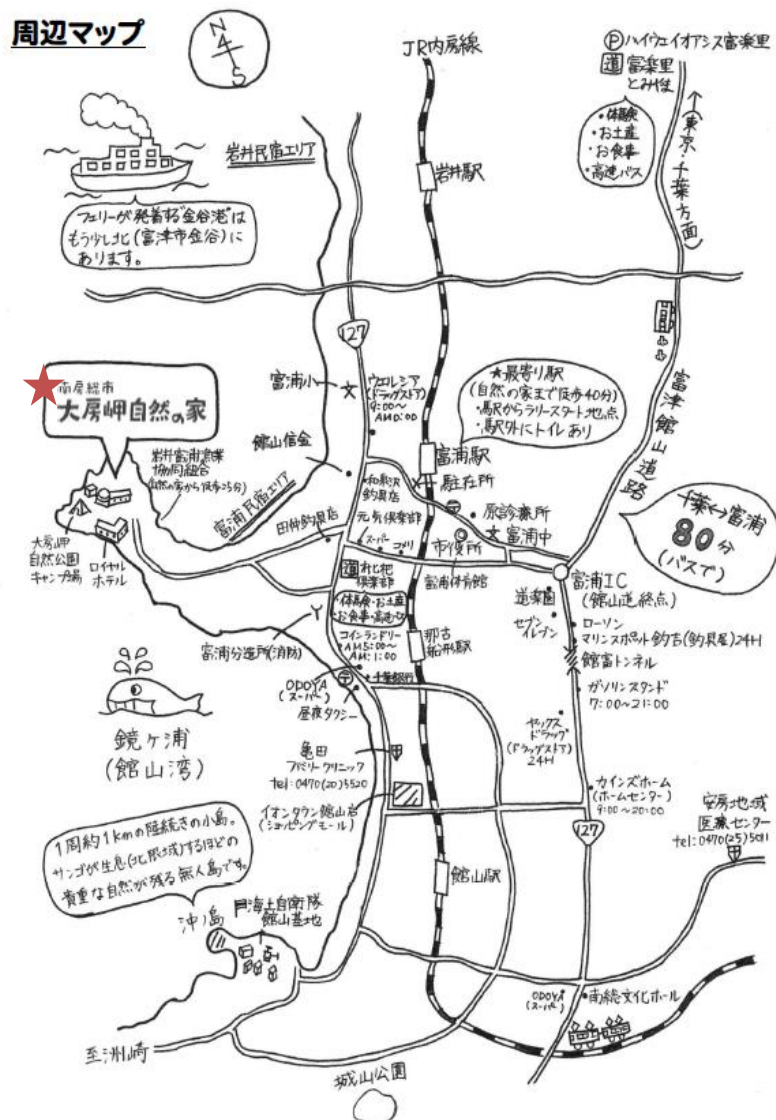 周辺マップ
N
4
S
JR内房線
Ⓟハイウェイオアシス富楽里
道 富楽里
とみやま
・体験
・お土産
・お食事
・高速バス
(東京・千葉方面)
岩井民宿エリア
岩井駅
フェリーが発着する"金谷港"は
もう少し北(富津市金谷)に
あります。
127
南房総市
大房岬自然の家
富浦小
ウエルシア
(ドラッグストア)
9:00〜
AM0:00
★最寄り駅
(自然の家まで徒歩40分)
・駅からラリースタート地点
・駅外にトイレあり
富津館山道路
館山信金
岩井富浦漁業
協同組合
(自然の家から徒歩25分)
富浦民宿エリア
富浦駅
駐在所
釣具店
原診療所
元気倶楽部
田仲釣具店
富浦中
スーパー
コメリ
市役所
千葉↔富浦
80分
(バスで)
大房岬
自然公園
キャンプ場
ロイヤル
ホテル
道 枇杷
倶楽部
富浦体育館
富浦IC
(館山道終点)
・体験・お土産
・お食事・高速バス
道楽園
セブン
イレブン
ローソン
マリンスポット釣吉(釣具屋)24H
富浦分遣所(消防)
コインランドリー
AM5:00〜
AM1:00
那古
船形駅
館富トンネル
ODOYA
(スーパー)
千葉銀行
ガソリンスタンド
7:00〜21:00
昼夜タクシー
鏡ヶ浦
(館山湾)
亀田
ファミリークリニック
tel:0470(20)5520
ヤックス
ドラッグ
(ドラッグストア)
24H
イオンタウン館山店
(ショッピングモール)
カインズホーム
(ホームセンター)
9:00〜20:00
安房地域
医療センター
tel:0470(25)5111
127
1周約1kmの陸続きの小島。
サンゴが生息(北限域)するほどの
貴重な自然が残る無人島です。
館山駅
沖ノ島
海上自衛隊
館山基地
ODOYA
(スーパー)
南総文化ホール
至洲崎
城山公園